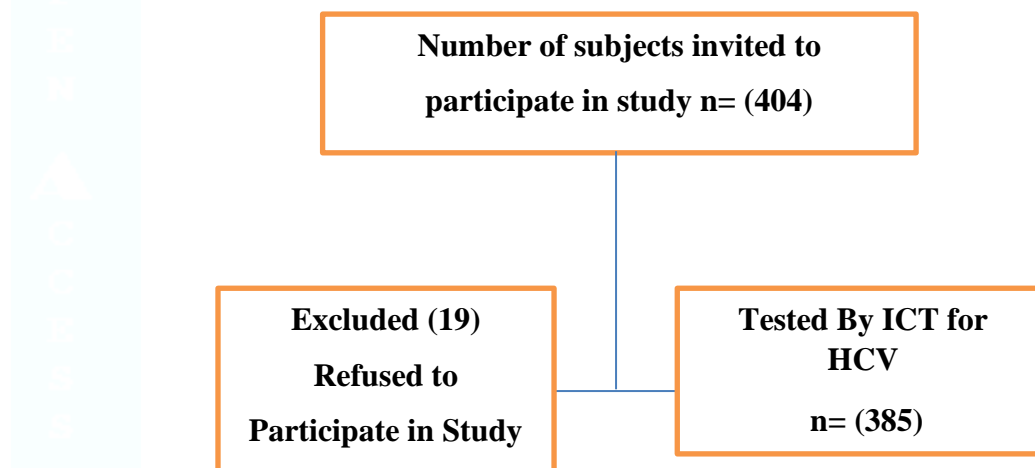 Number of subjects invited to
participate in study n= (404)
Excluded (19)
Refused to
Participate in Study
Tested By ICT for
HCV
n= (385)